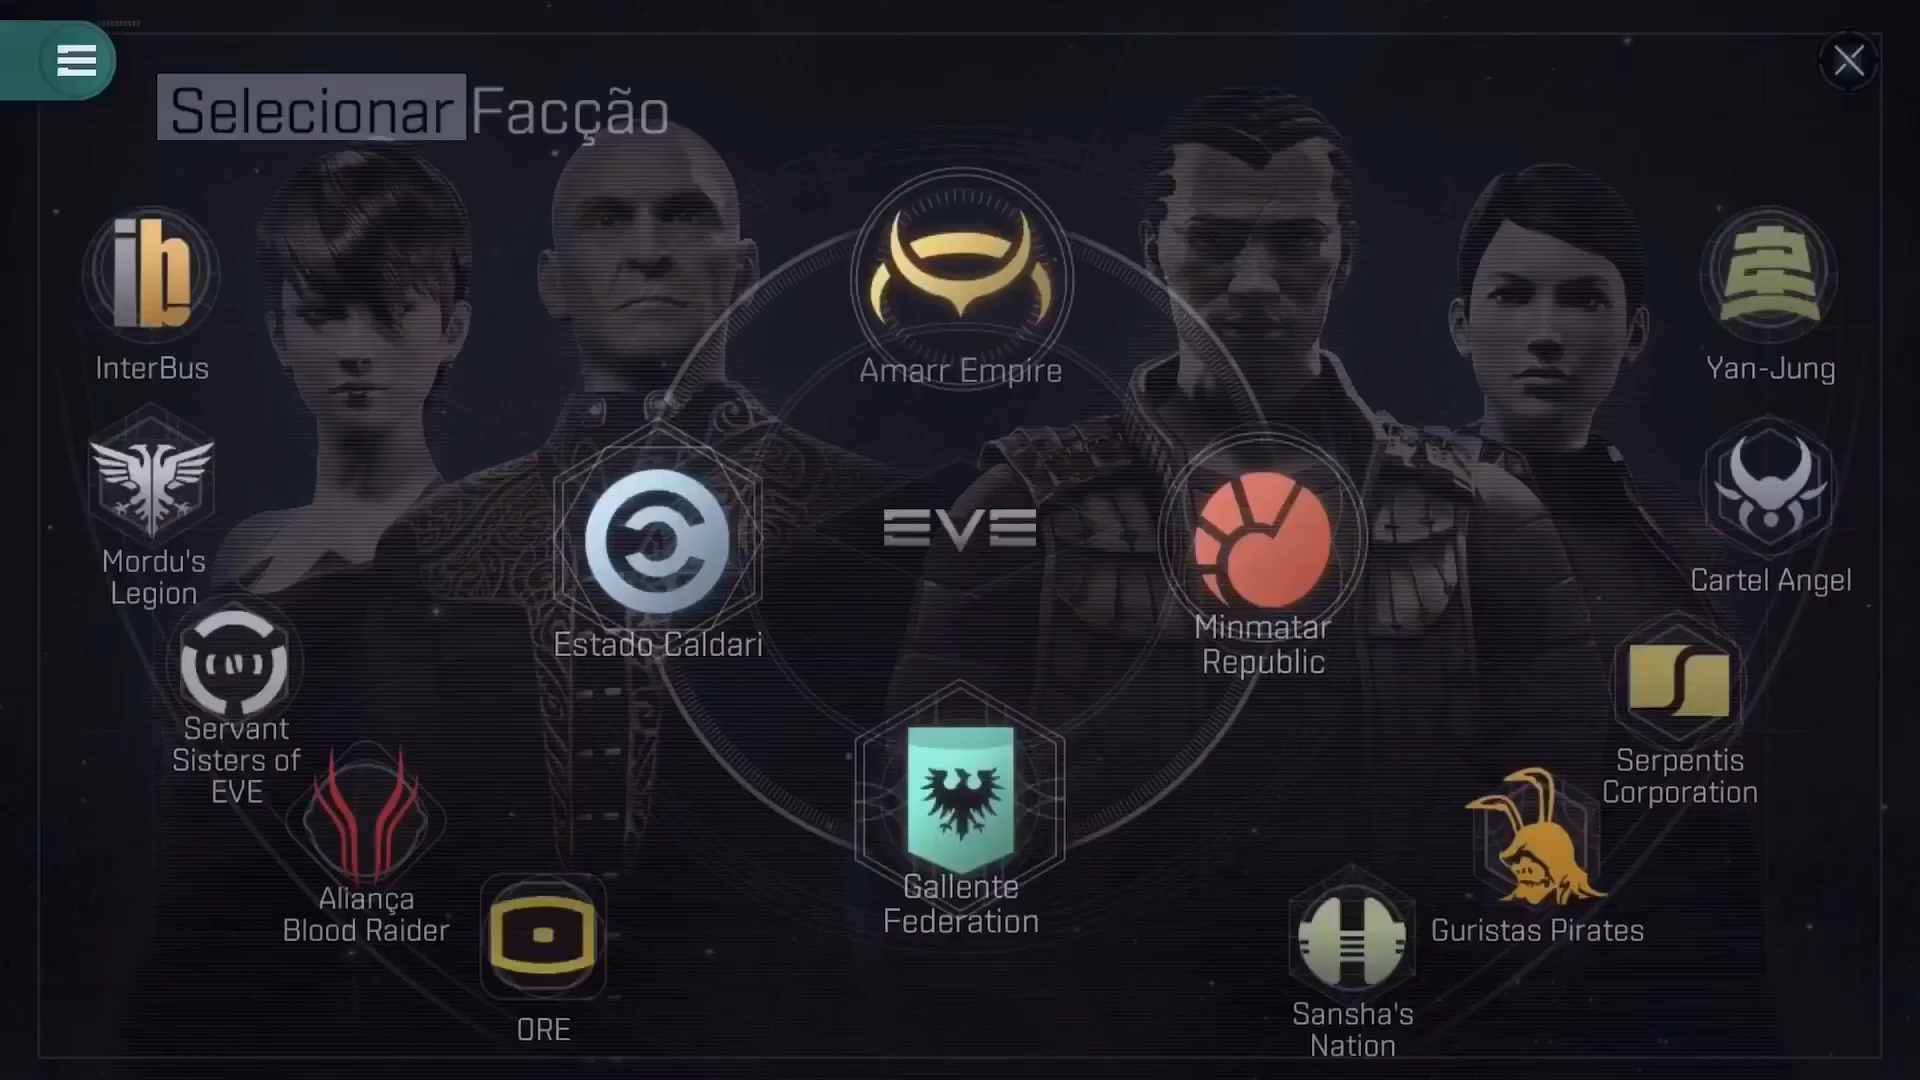 Selecionar Facção
InterBus
Amarr Empire
Yan-Jung
Mordu's
Legion
Estado Caldari
EVE
Minmatar
Republic
Cartel Angel
Servant
Sisters of
EVE
Serpentis
Corporation
Aliança
Blood Raider
Gallente
Federation
Guristas Pirates
ORE
Sansha's
Nation